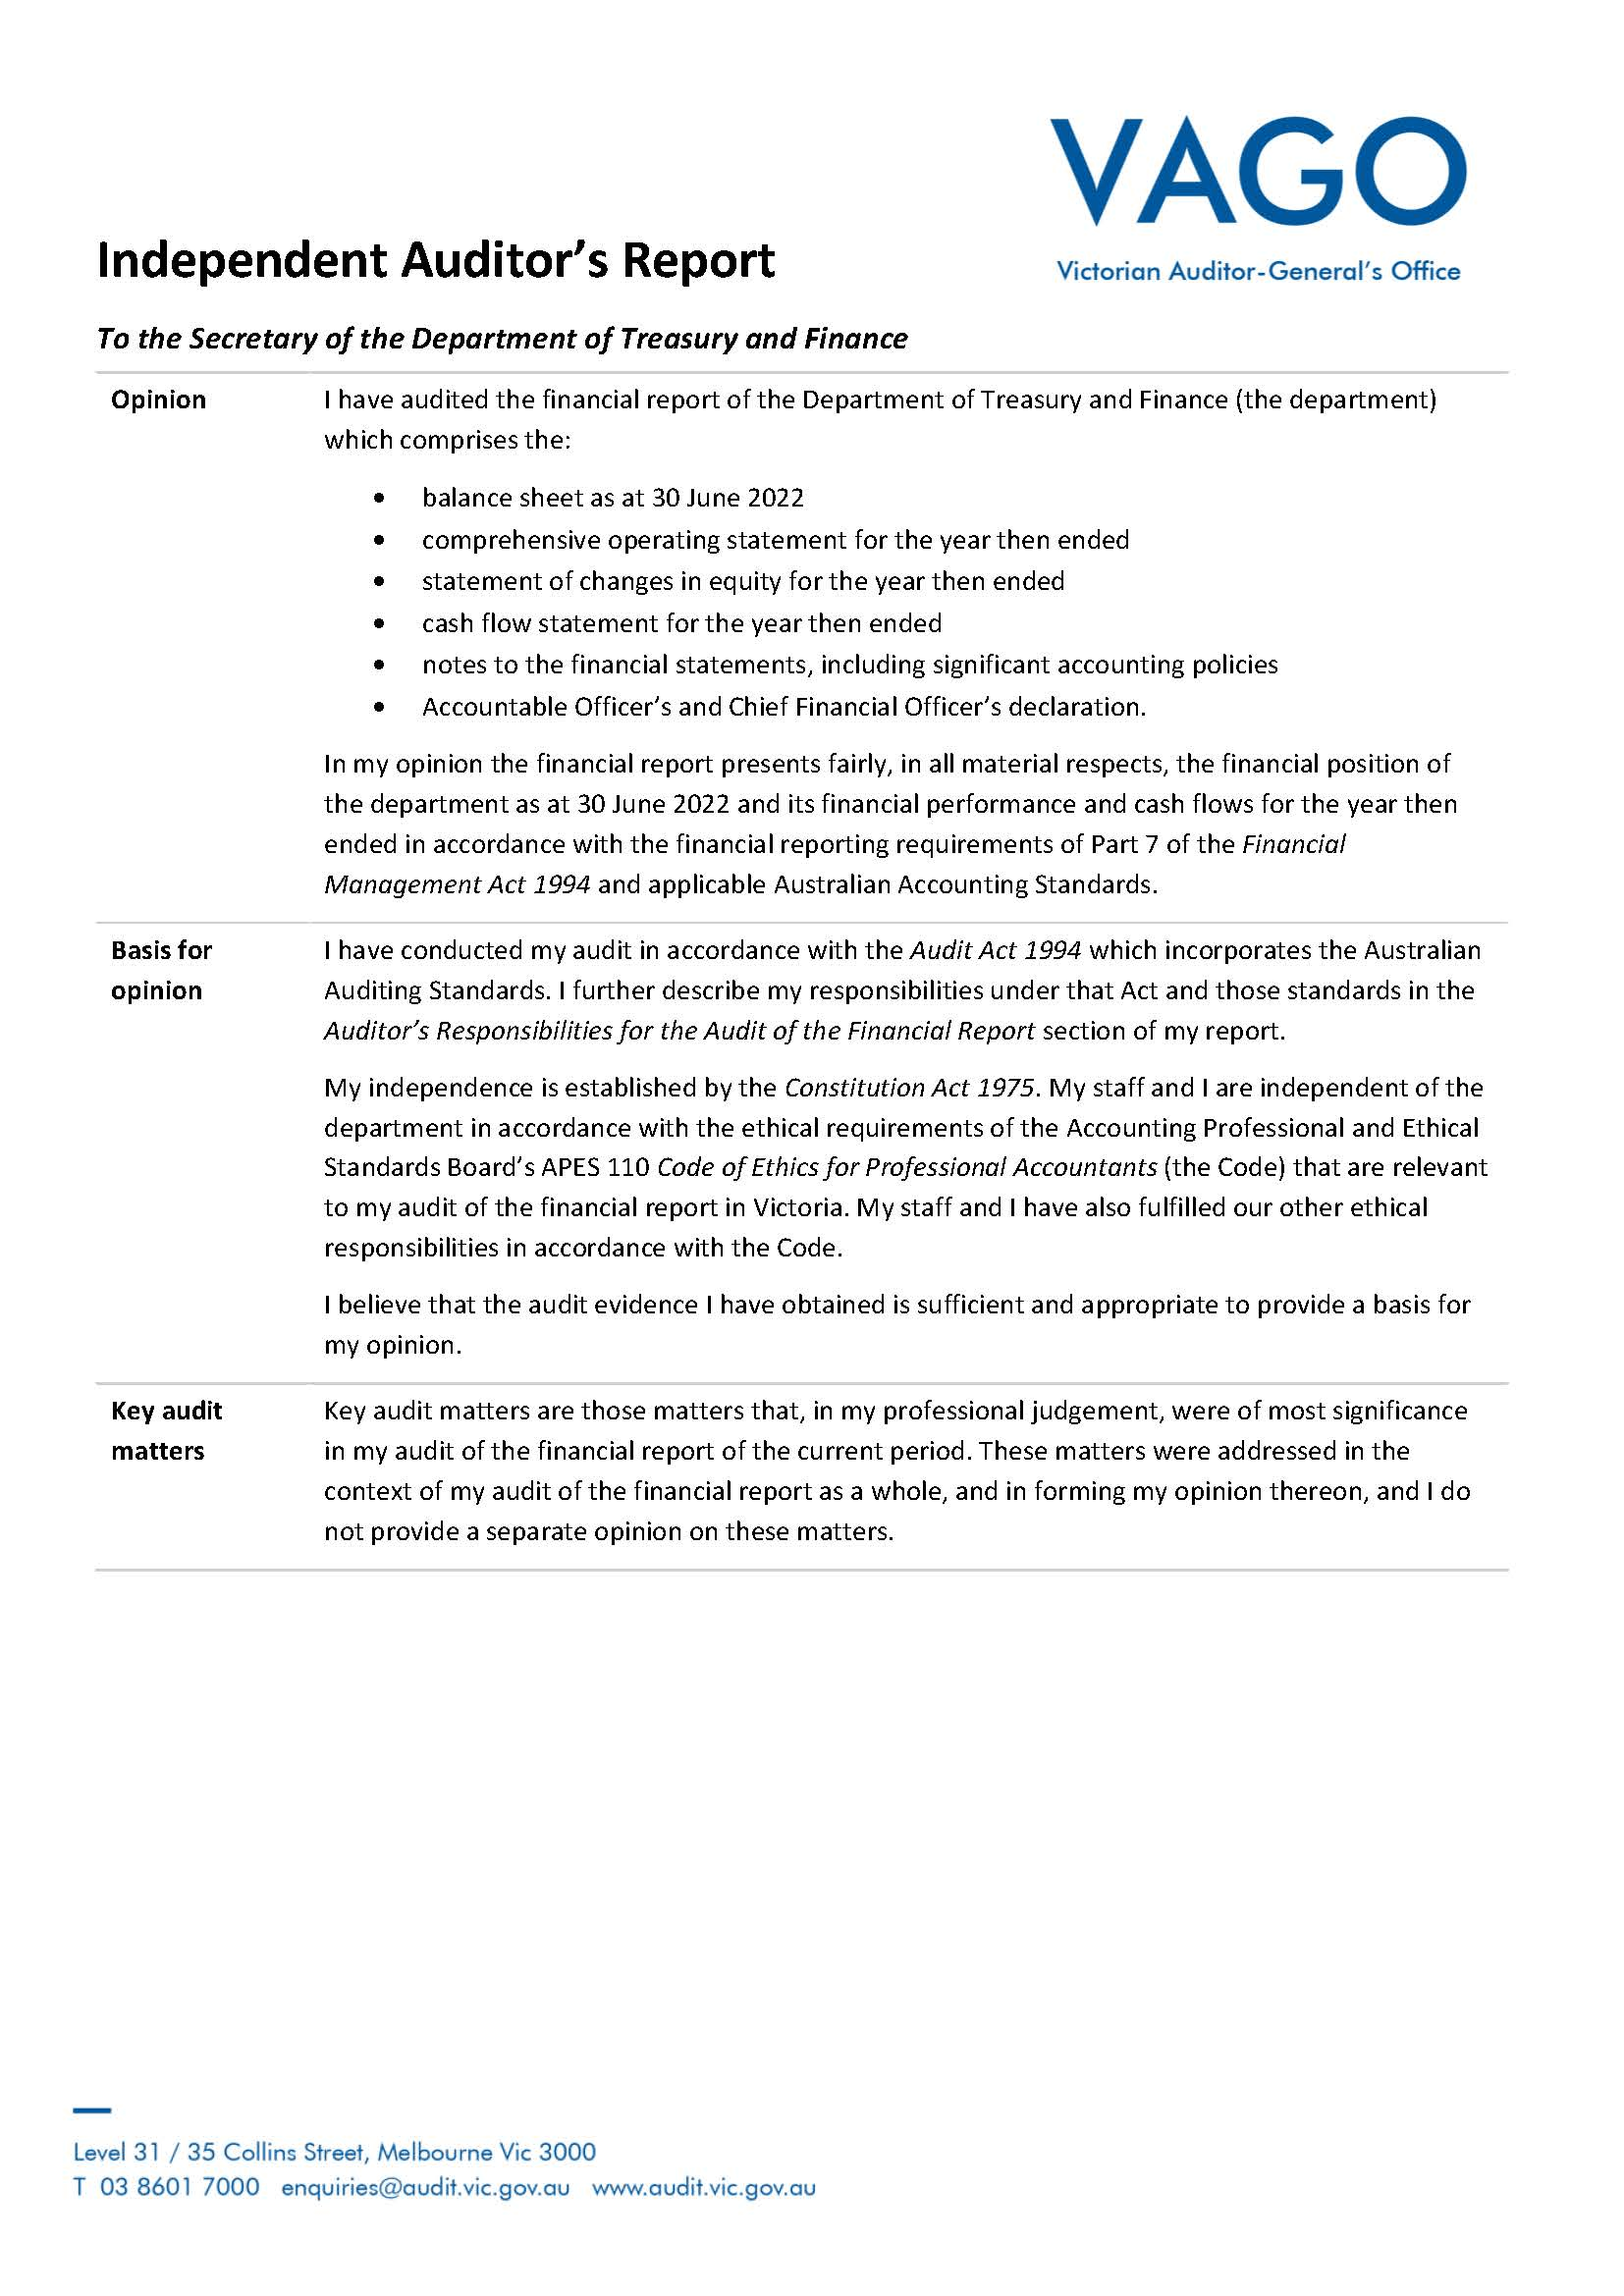 VAGO
Victorian Auditor-General’s Office
Independent Auditor’s Report
To the Secretary of the Department of Treasury and Finance
Opinion
I have audited the financial report of the Department of Treasury and Finance (the department)
which comprises the:
• balance sheet as at 30 June 2022
• comprehensive operating statement for the year then ended
• statement of changes in equity for the year then ended
• cash flow statement for the year then ended
• notes to the financial statements, including significant accounting policies
• Accountable Officer’s and Chief Financial Officer’s declaration.
In my opinion the financial report presents fairly, in all material respects, the financial position of
the department as at 30 June 2022 and its financial performance and cash flows for the year then
ended in accordance with the financial reporting requirements of Part 7 of the Financial
Management Act 1994 and applicable Australian Accounting Standards.
Basis for
opinion
I have conducted my audit in accordance with the Audit Act 1994 which incorporates the Australian
Auditing Standards. I further describe my responsibilities under that Act and those standards in the
Auditor’s Responsibilities for the Audit of the Financial Report section of my report.
My independence is established by the Constitution Act 1975. My staff and I are independent of the
department in accordance with the ethical requirements of the Accounting Professional and Ethical
Standards Board’s APES 110 Code of Ethics for Professional Accountants (the Code) that are relevant
to my audit of the financial report in Victoria. My staff and I have also fulfilled our other ethical
responsibilities in accordance with the Code.
I believe that the audit evidence I have obtained is sufficient and appropriate to provide a basis for
my opinion.
Key audit
matters
Key audit matters are those matters that, in my professional judgement, were of most significance
in my audit of the financial report of the current period. These matters were addressed in the
context of my audit of the financial report as a whole, and in forming my opinion thereon, and I do
not provide a separate opinion on these matters.
Level 31 / 35 Collins Street, Melbourne Vic 3000
T 03 8601 7000 enquiries@audit.vic.gov.au www.audit.vic.gov.au